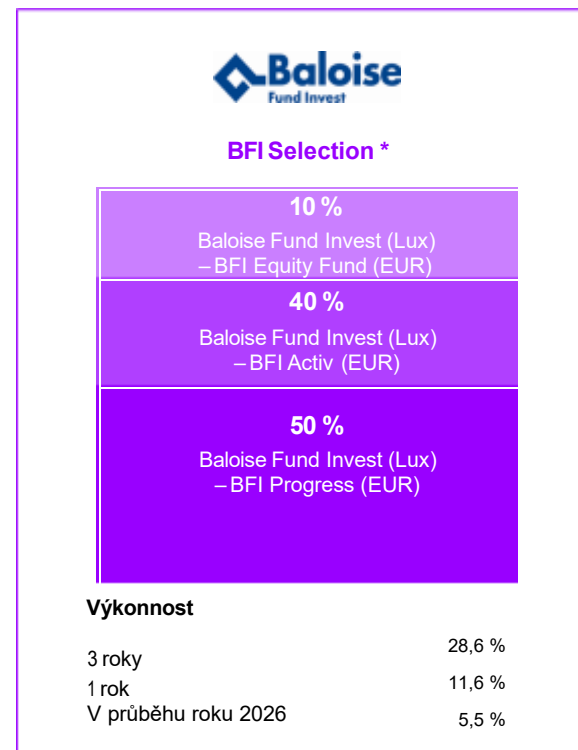 Baloise
Fund Invest
BFI Selection *
10 %
Baloise Fund Invest (Lux)
– BFI Equity Fund (EUR)
40 %
Baloise Fund Invest (Lux)
– BFI Activ (EUR)
50 %
Baloise Fund Invest (Lux)
– BFI Progress (EUR)
Výkonnost
3 roky 28,6 %
1 rok 11,6 %
V průběhu roku 2026 5,5 %